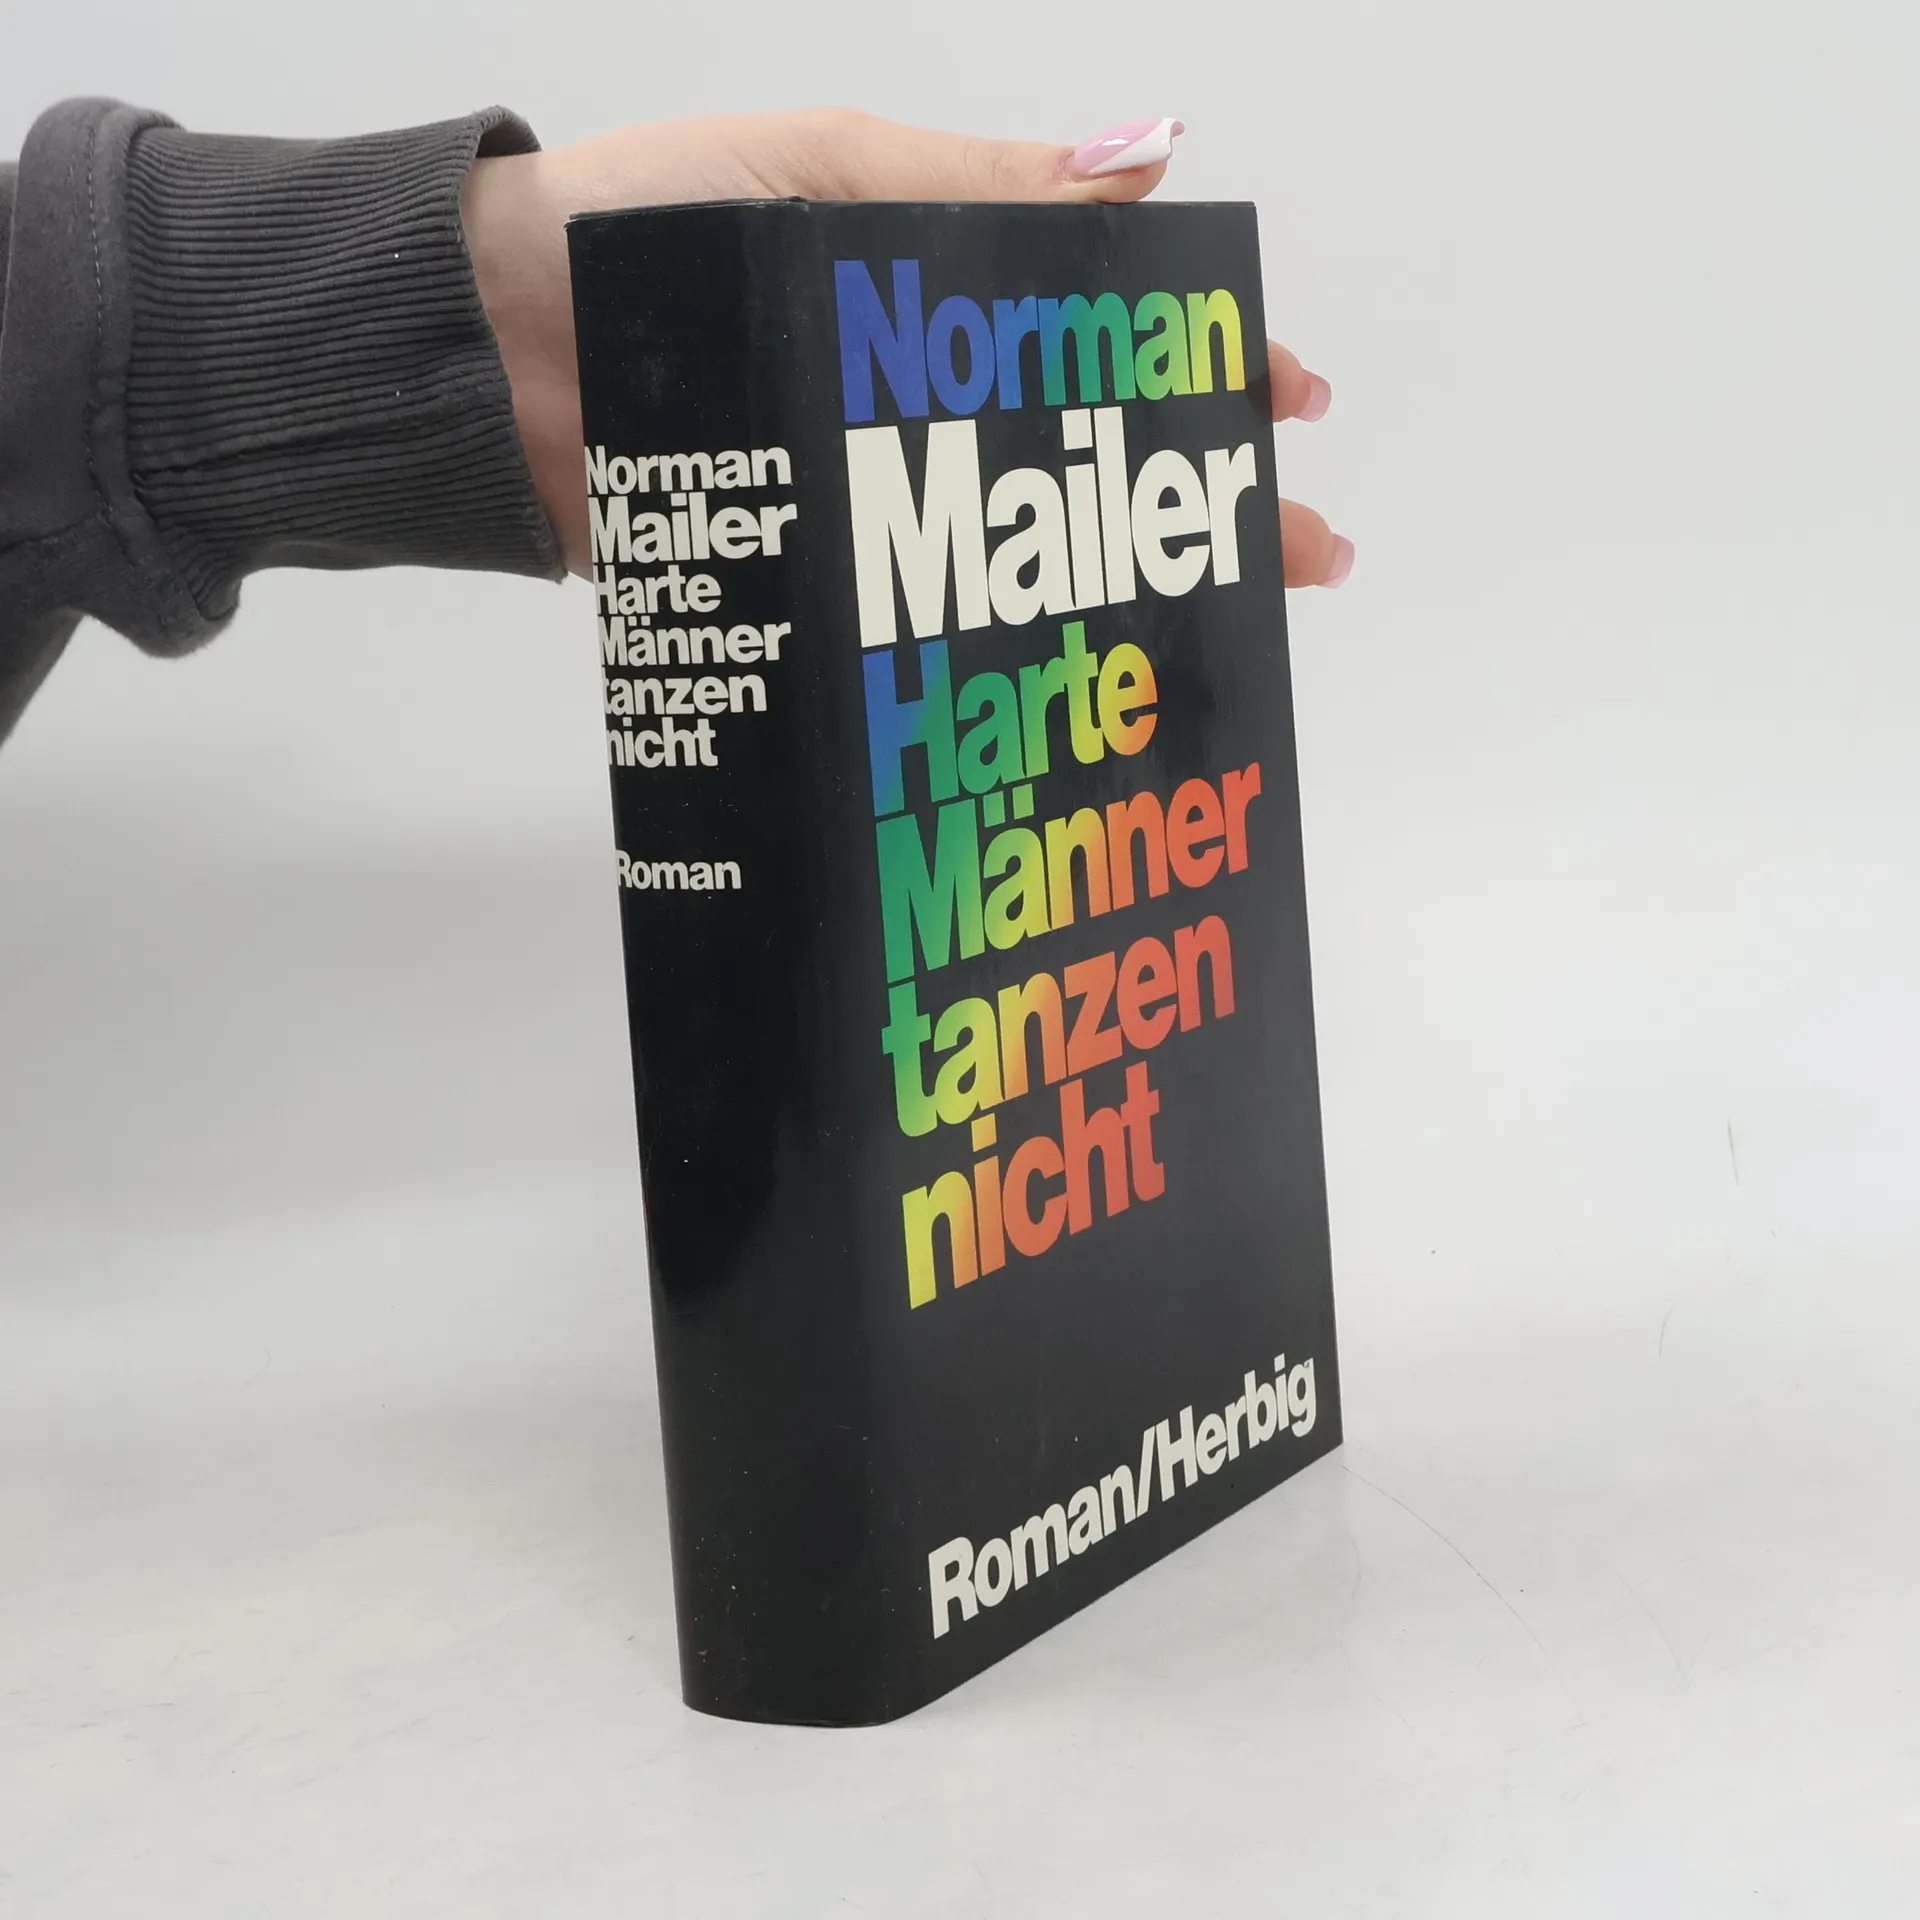 Norman
Mailer
Harte
Männer
tanzen
nicht
Roman
Norman
Mailer
Harte
Männer
tanzen
nicht
Roman/Herbig